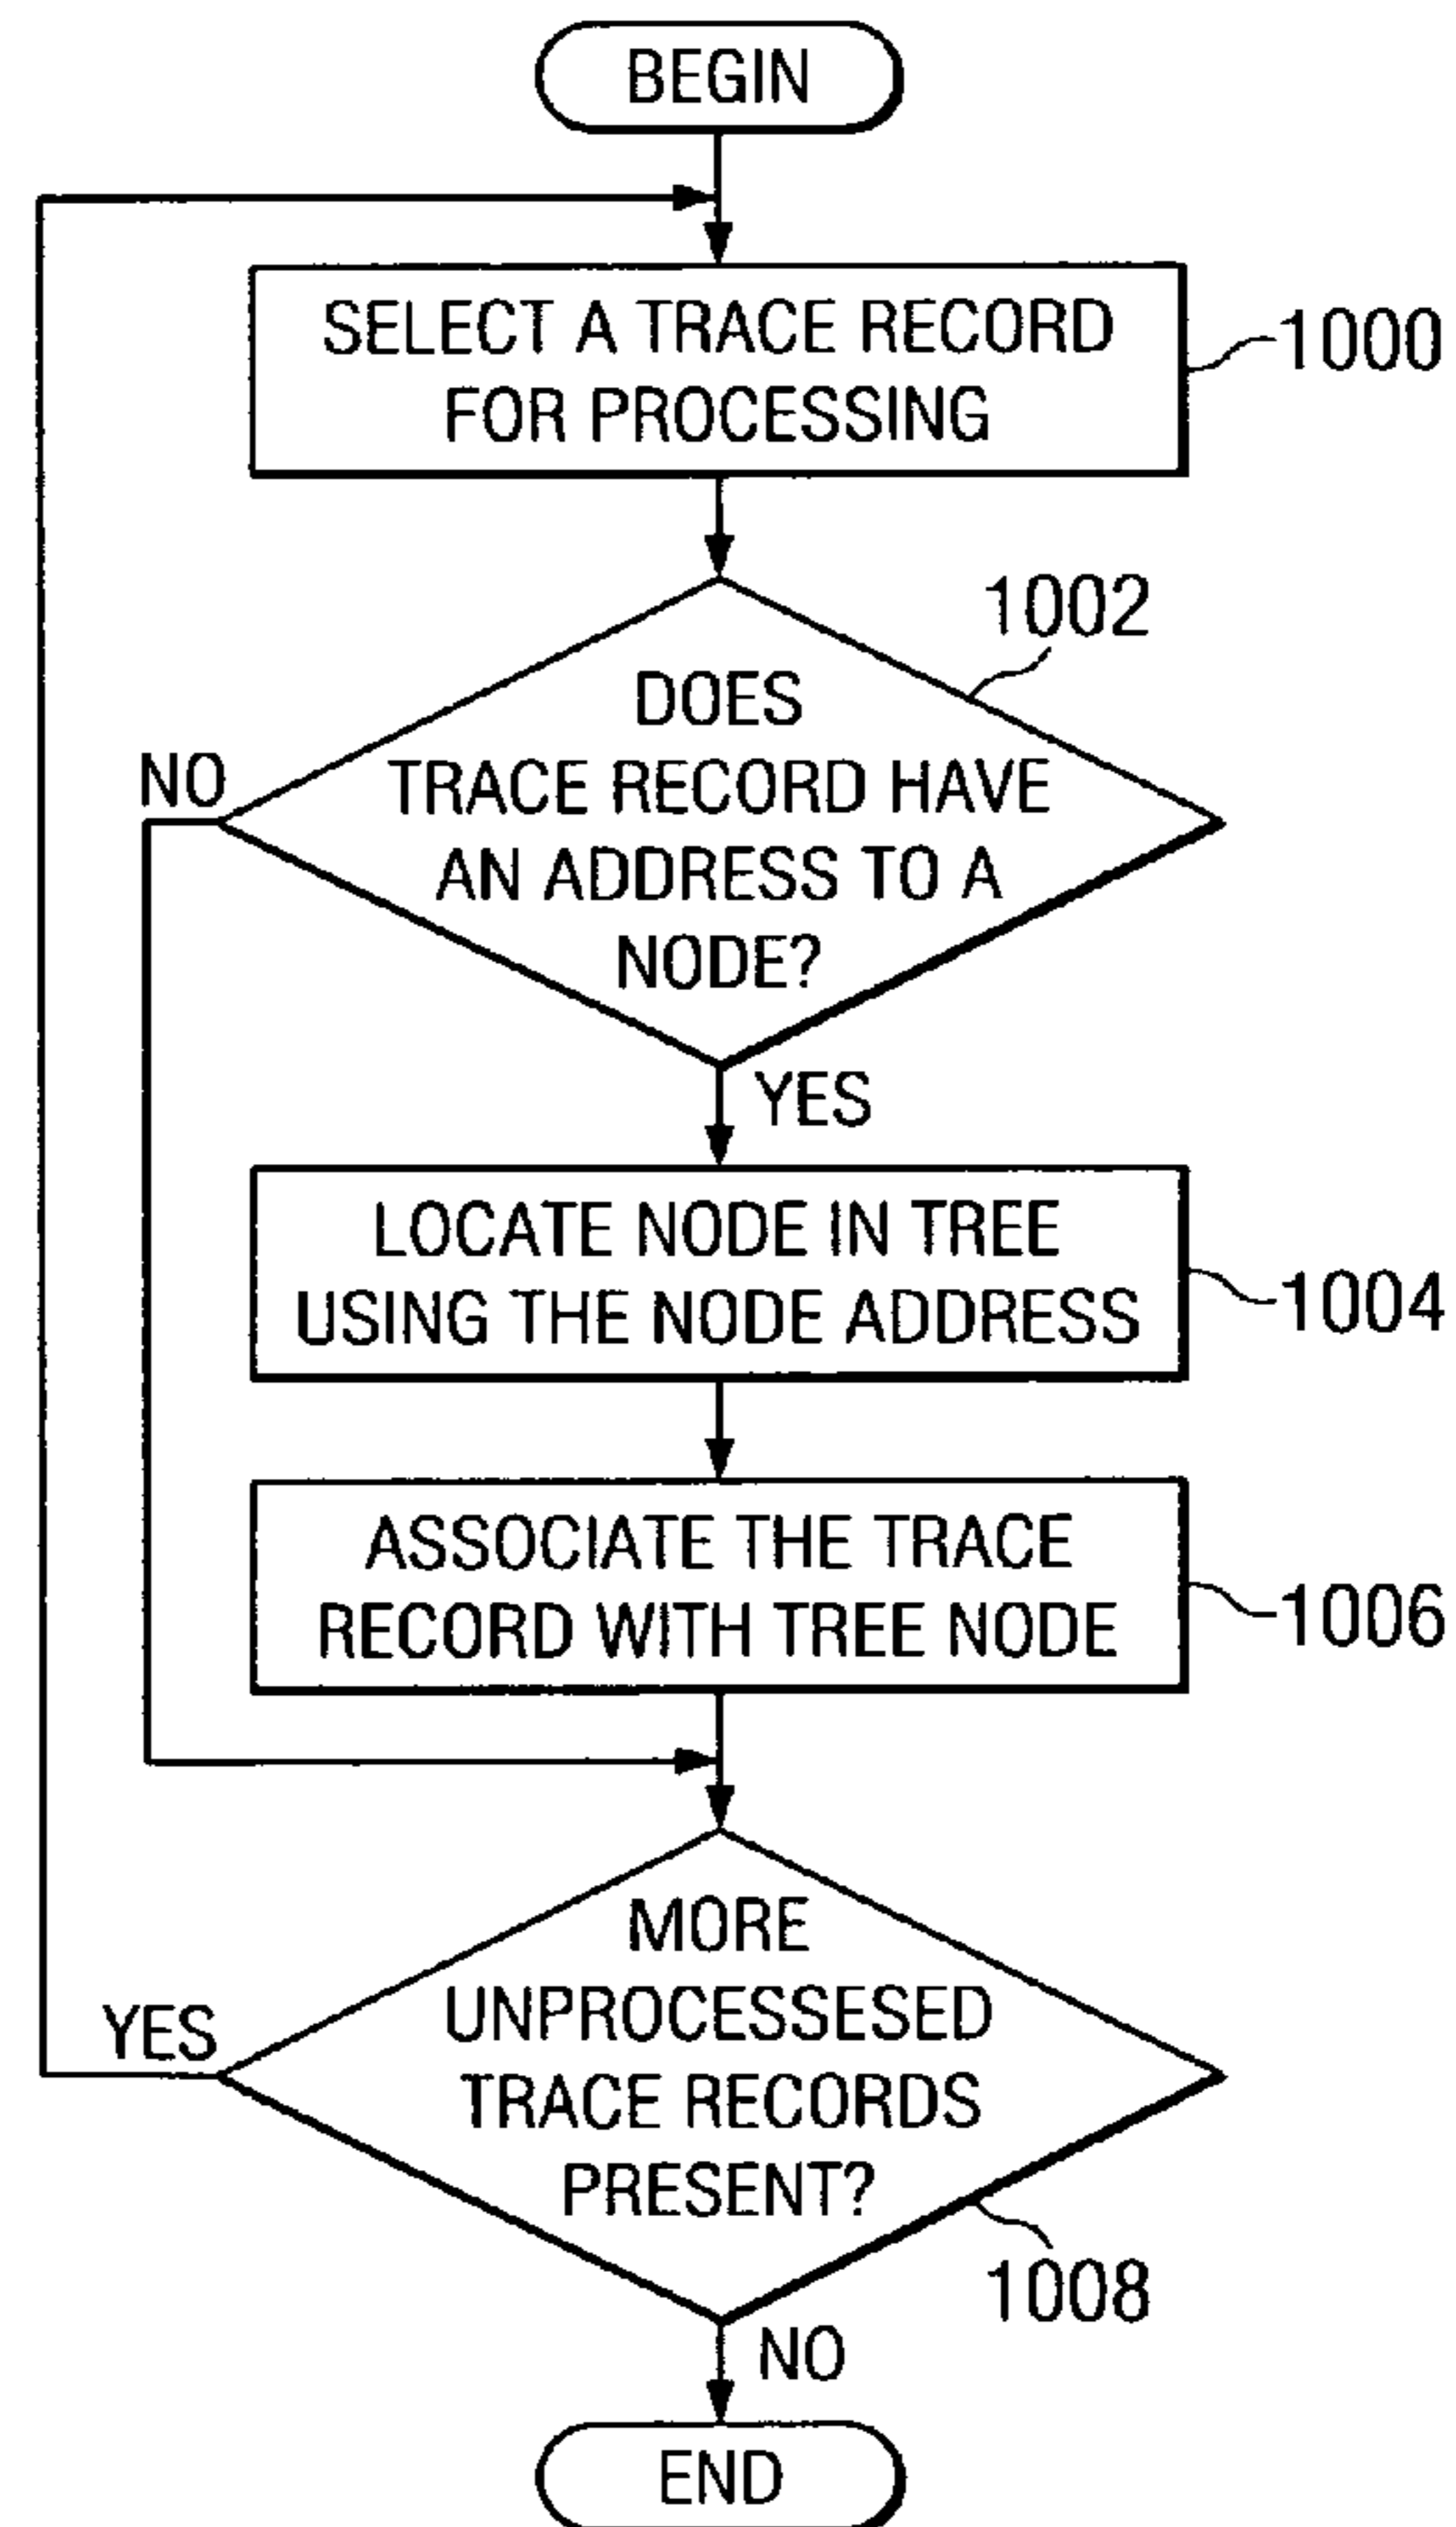 BEGIN
SELECT A TRACE RECORD
FOR PROCESSING
1000
1002
DOES
TRACE RECORD HAVE
AN ADDRESS TO A
NODE?
NO
YES
LOCATE NODE IN TREE
USING THE NODE ADDRESS
1004
ASSOCIATE THE TRACE
RECORD WITH TREE NODE
1006
MORE
UNPROCESSESED
TRACE RECORDS
PRESENT?
YES
1008
NO
END